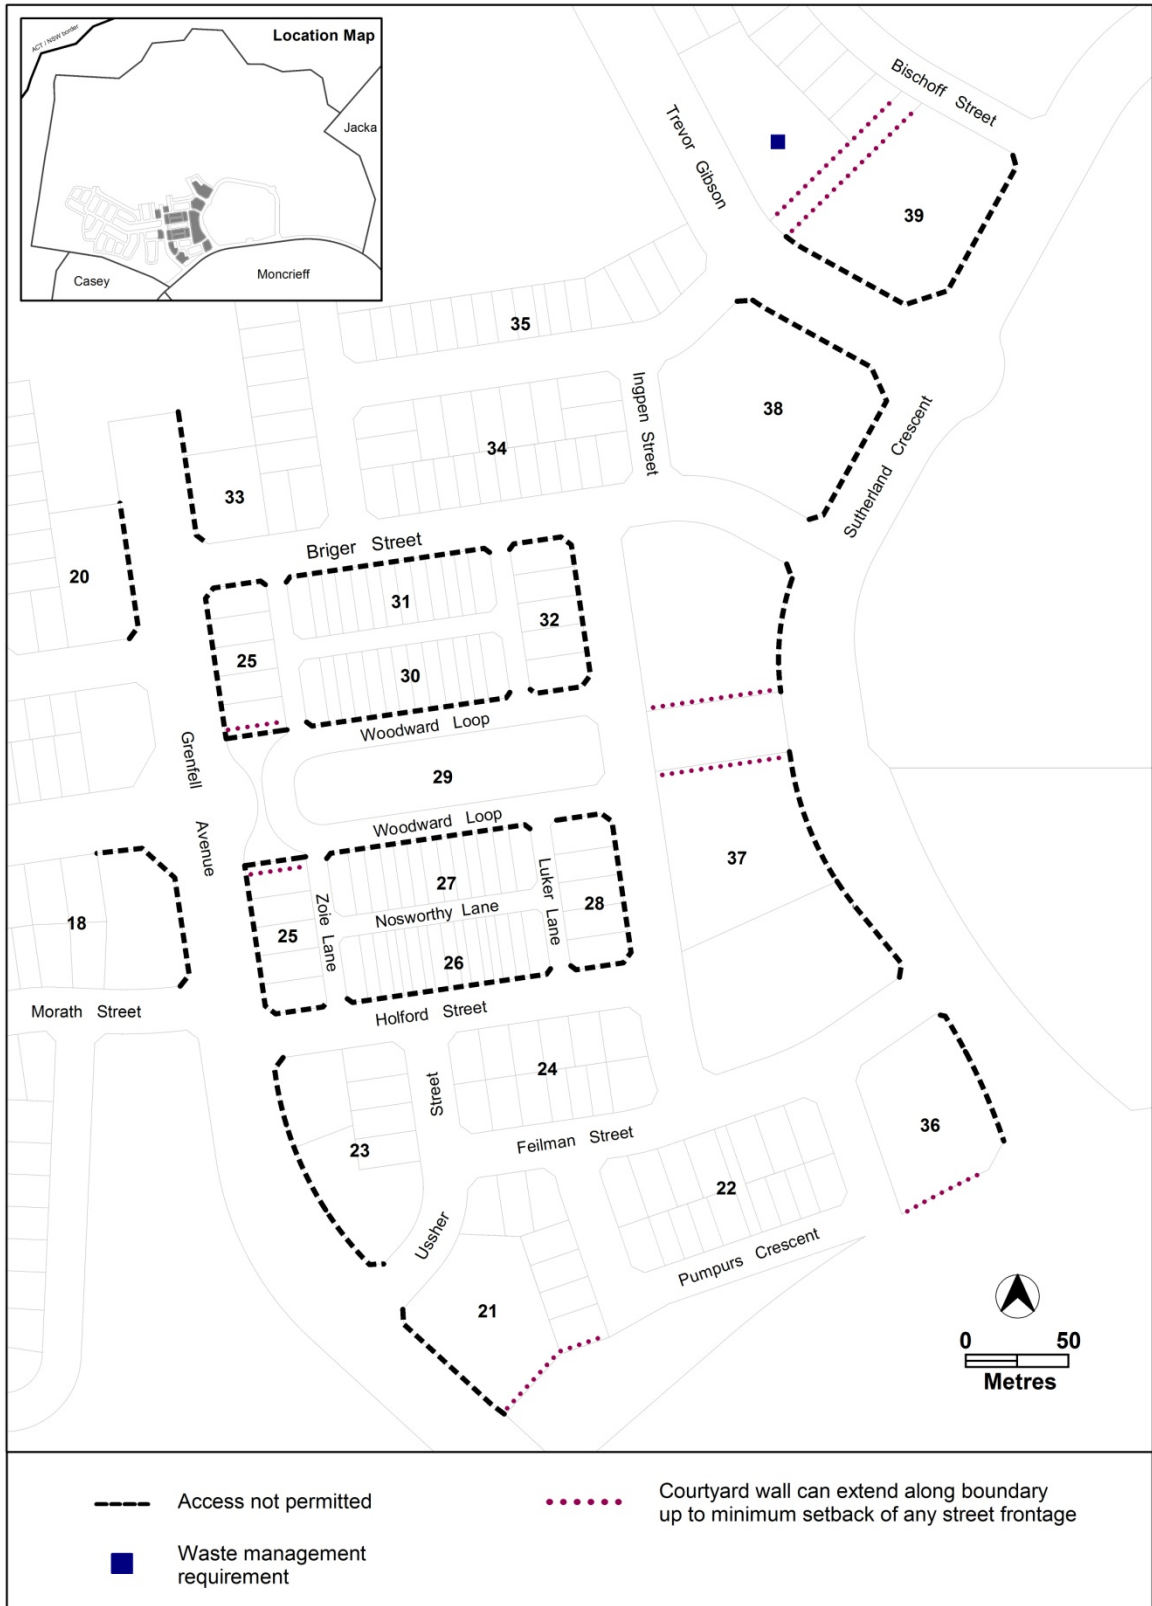 Location Map
ACT / NSW border
Jacka
Casey
Moncrieff
Bischoff Street
Trevor Gibson
39
35
Ingpen Street
38
34
Sutherland Crescent
33
Briger Street
20
31
32
25
30
Woodward Loop
Grenfell Avenue
29
Woodward Loop
37
27
Luker Lane
Zoie Lane
Nosworthy Lane
28
18
25
26
Morath Street
Holford Street
24
Ussher Street
36
Feilman Street
23
22
Pumpurs Crescent
21
0 50
Metres
Access not permitted
Courtyard wall can extend along boundary
up to minimum setback of any street frontage
Waste management
requirement